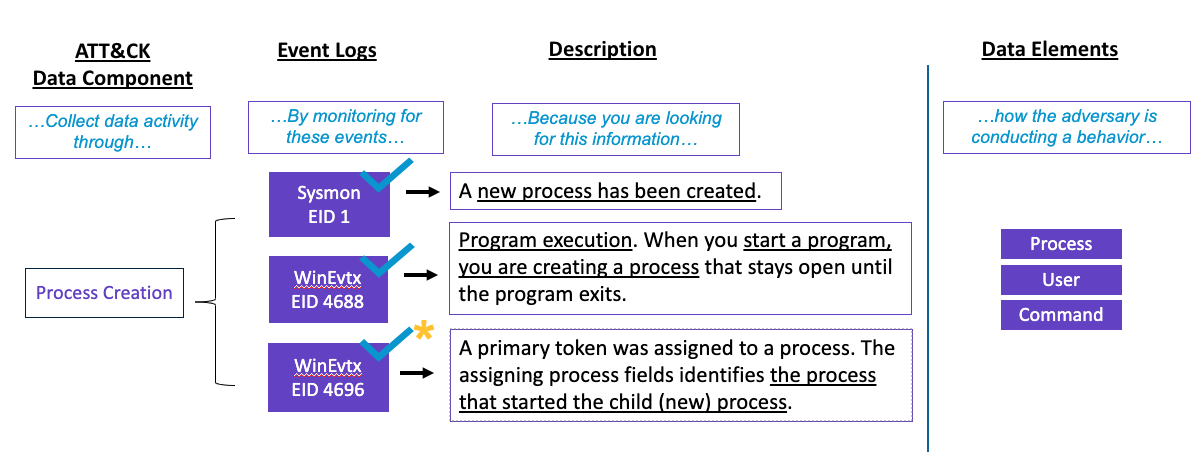 ATT&CK
Data Component
Event Logs
Description
Data Elements
…Collect data activity
through…
…By monitoring for
these events…
…Because you are looking
for this information…
…how the adversary is
conducting a behavior…
Process Creation
Sysmon
EID 1
A new process has been created.
WinEvtx
EID 4688
Program execution. When you start a program,
you are creating a process that stays open until
the program exits.
WinEvtx
EID 4696
*
A primary token was assigned to a process. The
assigning process fields identifies the process
that started the child (new) process.
Process
User
Command